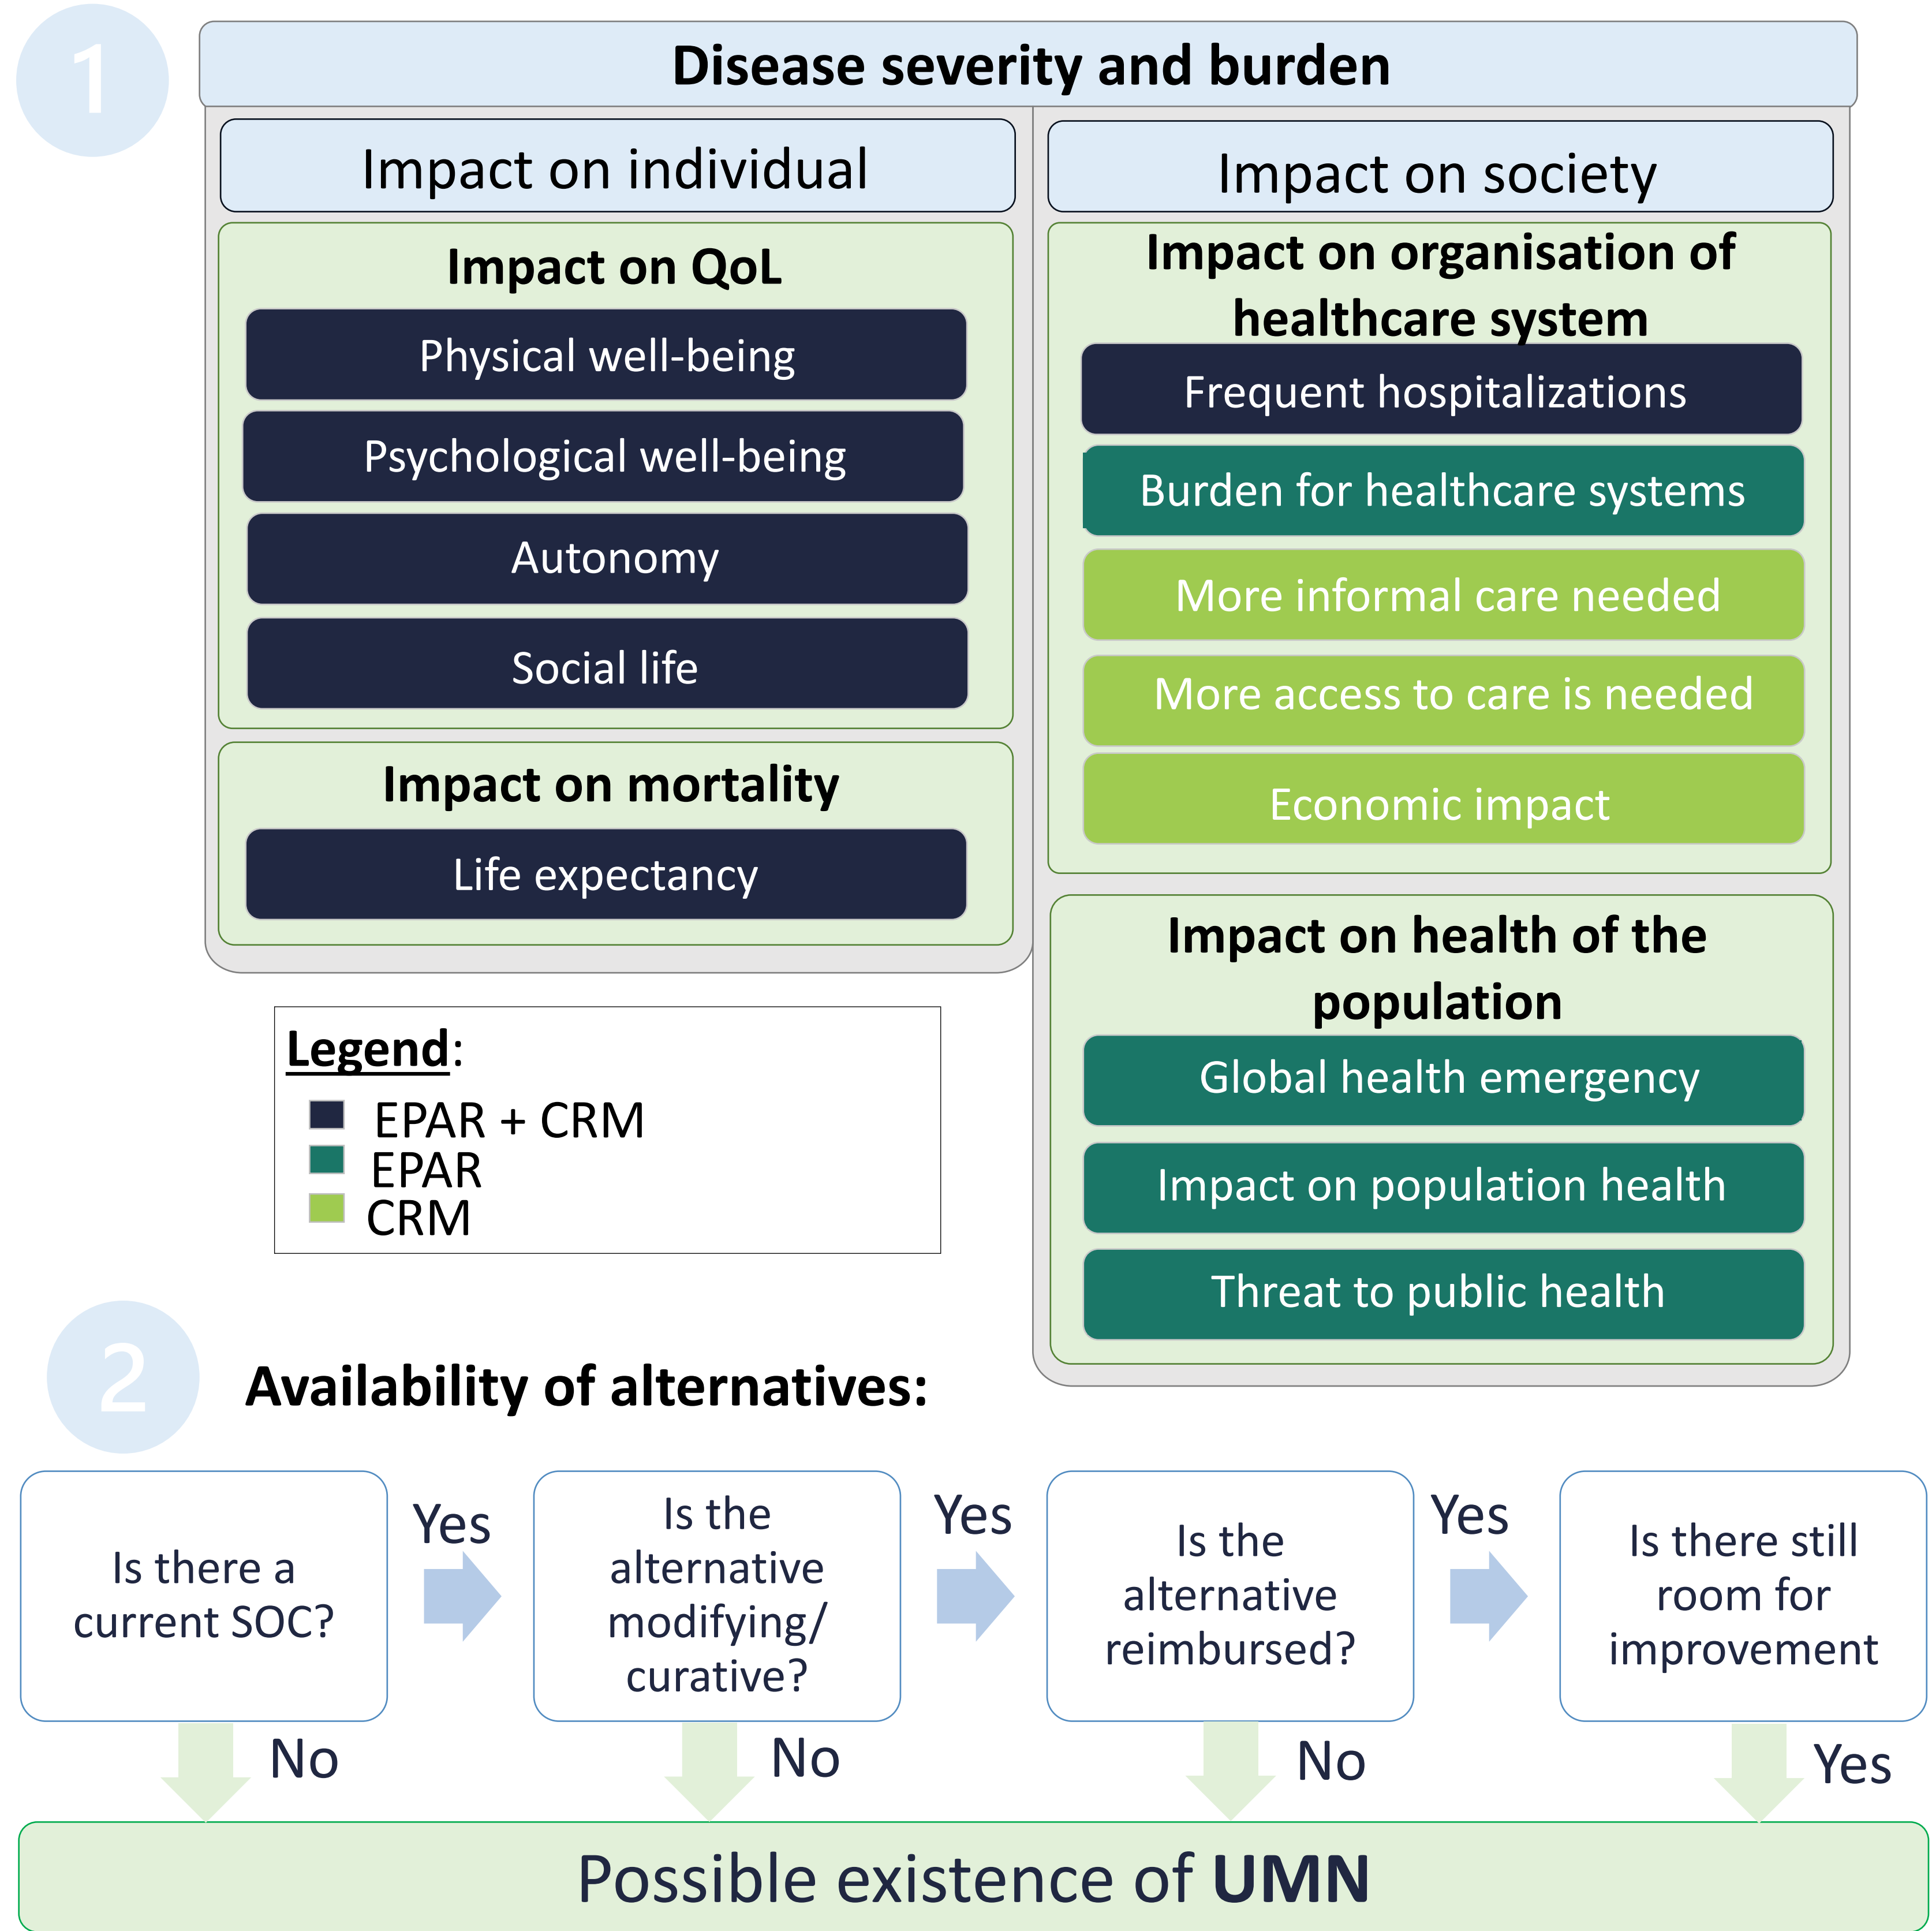 1
Disease severity and burden
Impact on individual
Impact on QoL
Physical well-being
Psychological well-being
Autonomy
Social life
Impact on mortality
Life expectancy
Impact on society
Impact on organisation of
healthcare system
Frequent hospitalizations
Burden for healthcare systems
More informal care needed
More access to care is needed
Economic impact
Impact on health of the
population
Global health emergency
Impact on population health
Threat to public health
Legend:
EPAR + CRM
EPAR
CRM
2
Availability of alternatives:
Is there a
current SOC?
Yes
Is the
alternative
modifying/
curative?
Yes
Is the
alternative
reimbursed?
Yes
Is there still
room for
improvement
No
No
No
Yes
Possible existence of UMN